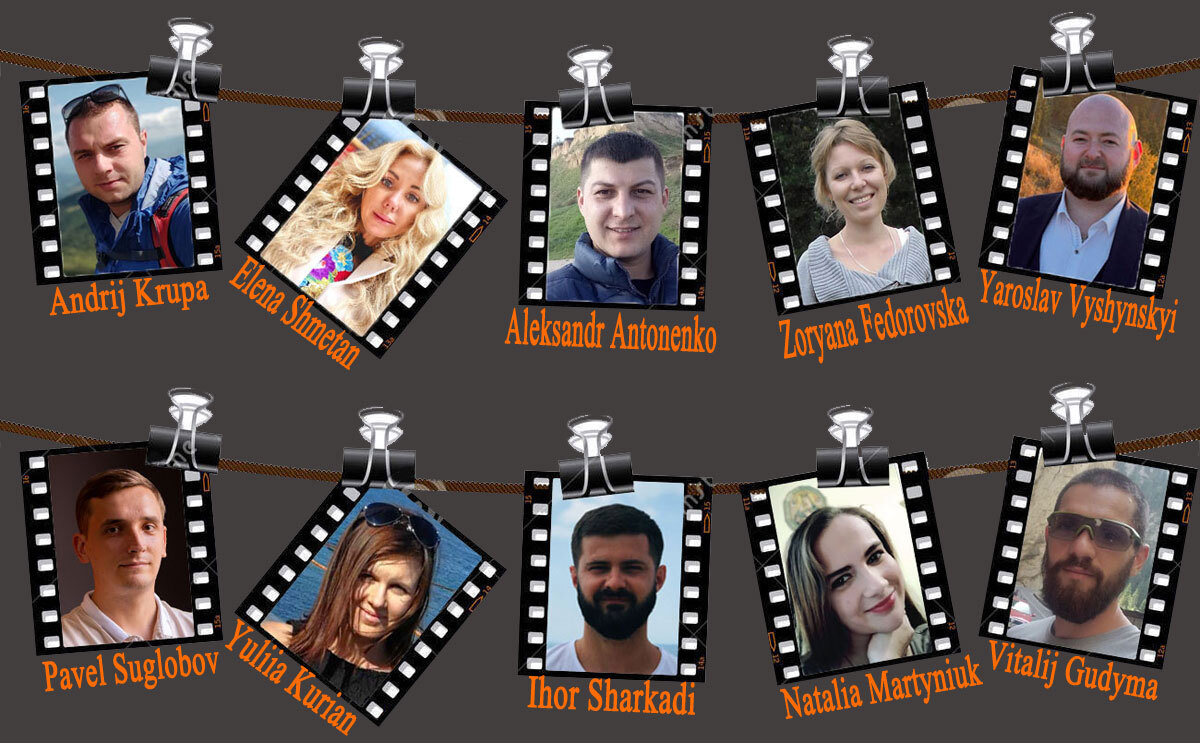 Andrij Krupa
Elena Shmetan
Aleksandr Antonenko
Zoryana Fedorovska
Yaroslav Vyshynskyi
Pavel Suglobov
Yuliia Kurian
Ihor Sharkadi
Natalia Martyniuk
Vitalij Gudyma